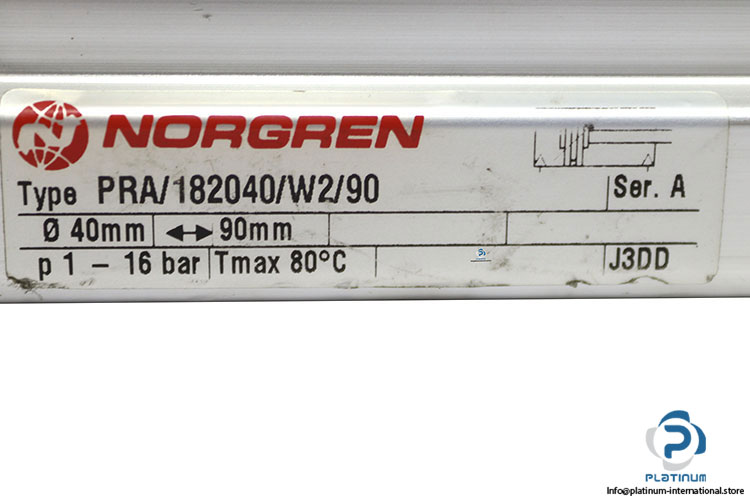 NORGREN
Type PRA/182040/W2/90 Ser. A
Ø 40mm ↔ 90mm
p 1 - 16 bar Tmax 80°C J3DD
PLATINUM
Info@platinum-international.store